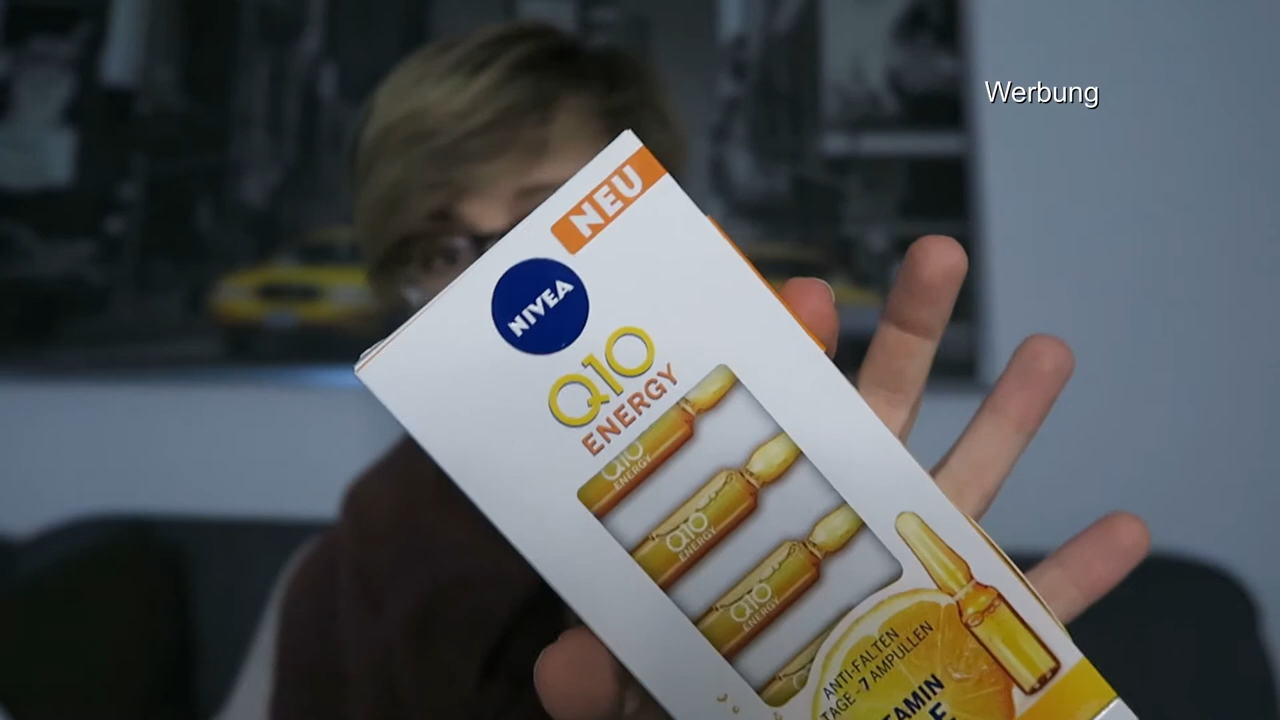 Werbung
NEU
NIVEA
Q10
ENERGY
Q10
ENERGY
Q10
ENERGY
Q10
ENERGY
ANTI-FALTEN
TAGE - 7 AMPULLEN